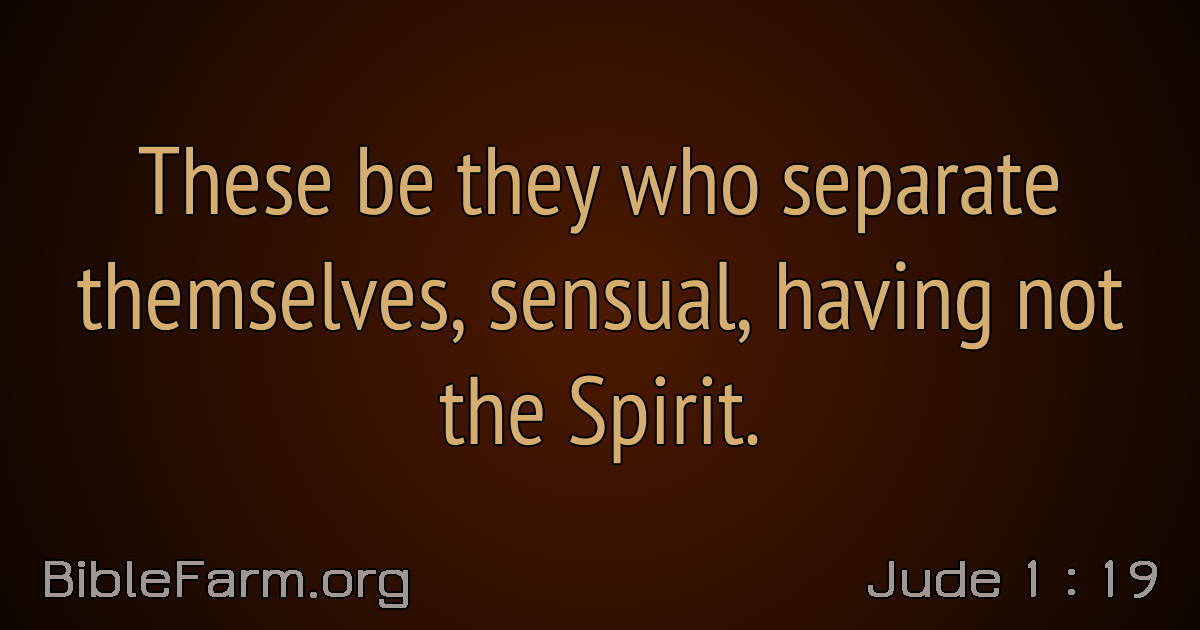 These be they who separate
themselves, sensual, having not
the Spirit.
BibleFarm.org
Jude 1 : 19